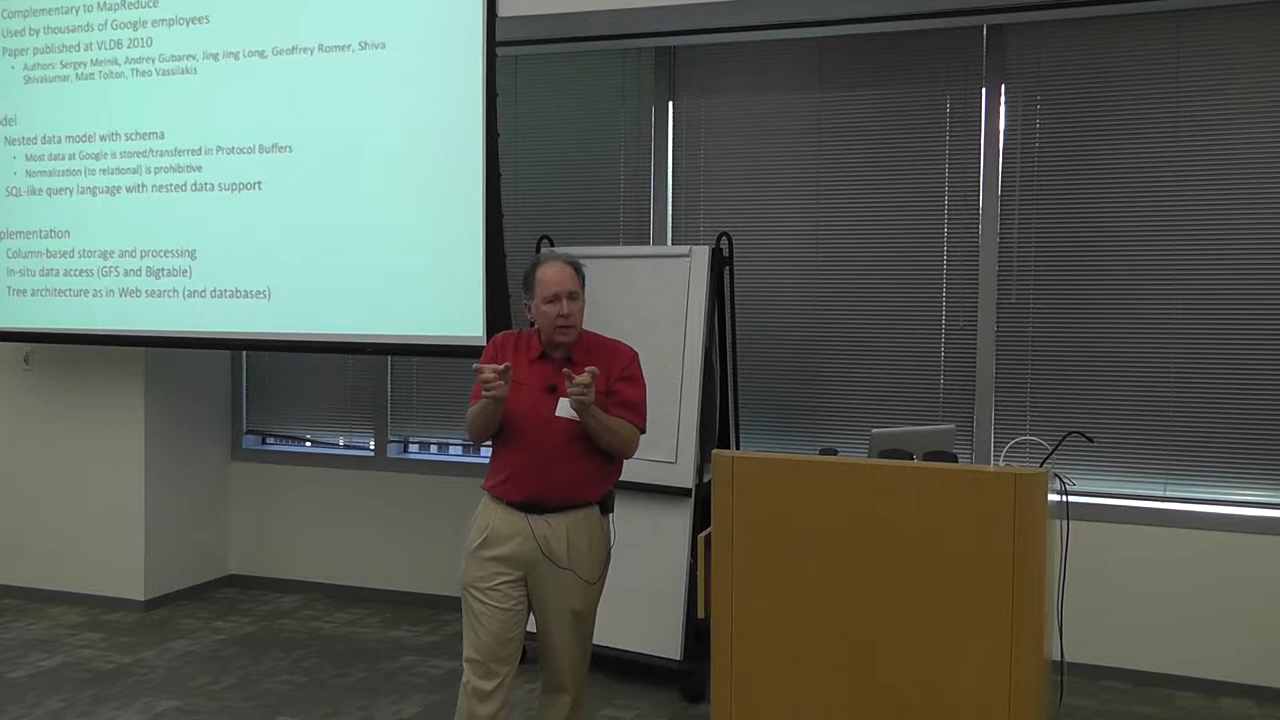 Complementary to MapReduce
Used by thousands of Google employees
Paper published at VLDB 2010
• Authors: Sergey Melnik, Andrey Gubarev, Jing Jing Long, Geoffrey Romer, Shiva
Shivakumar, Matt Tolton, Theo Vassilakis
del
Nested data model with schema
• Most data at Google is stored/transferred in Protocol Buffers
• Normalization (to relational) is prohibitive
SQL-like query language with nested data support
plementation
Column-based storage and processing
In-situ data access (GFS and Bigtable)
Tree architecture as in Web search (and databases)